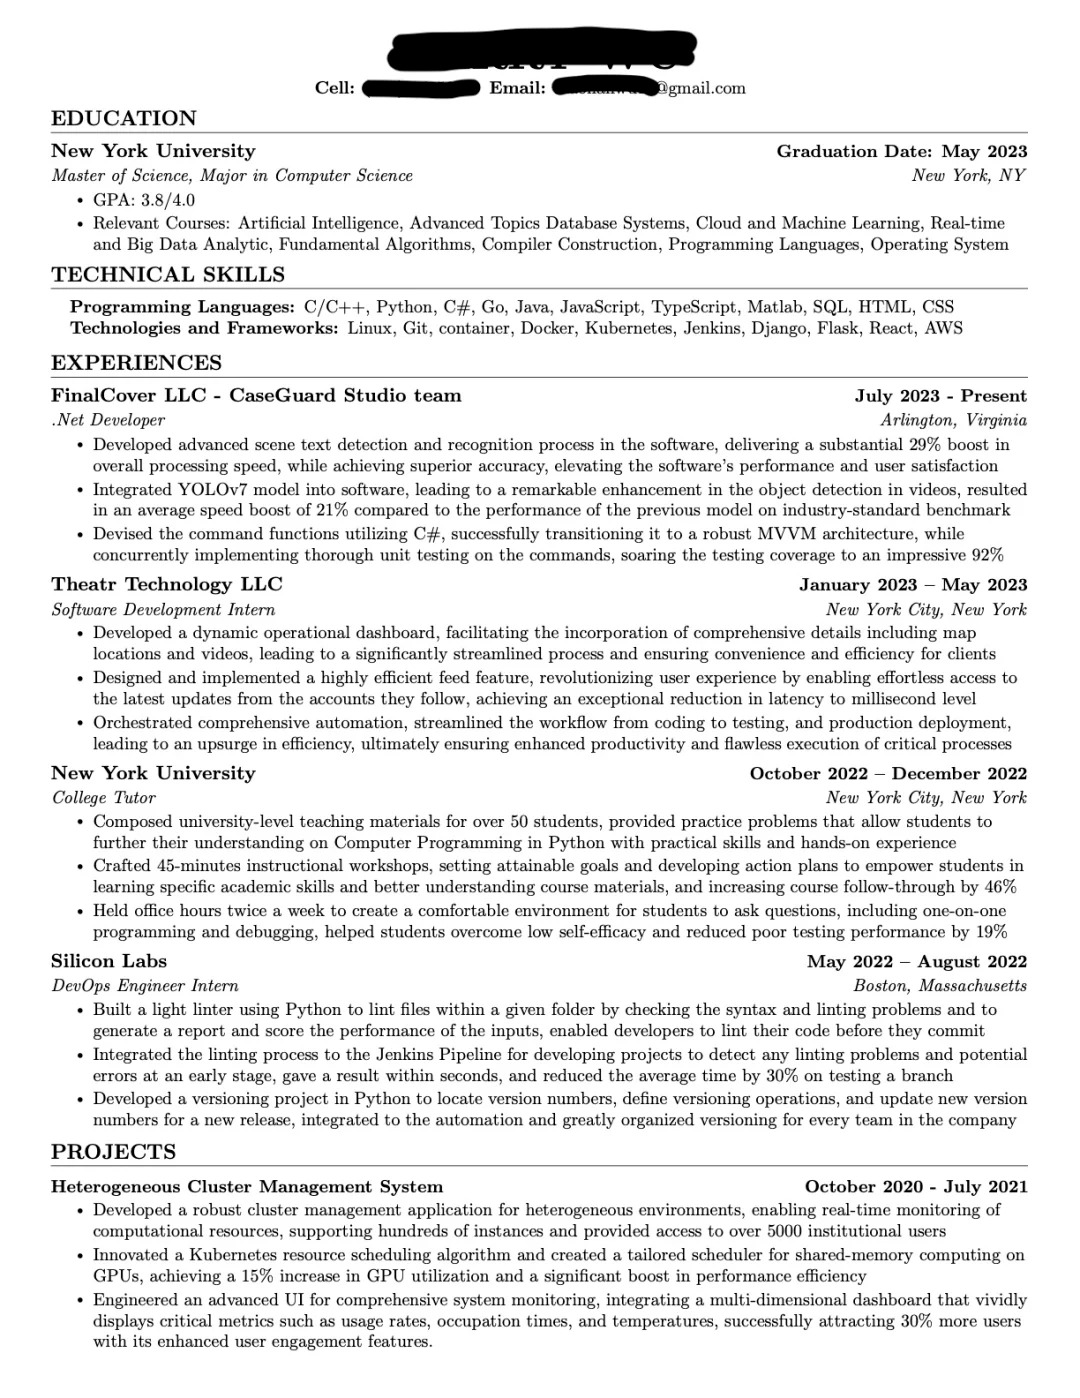 Cell: Email: @gmail.com
EDUCATION
New York University Graduation Date: May 2023
Master of Science, Major in Computer Science New York, NY
• GPA: 3.8/4.0
• Relevant Courses: Artificial Intelligence, Advanced Topics Database Systems, Cloud and Machine Learning, Real-time
and Big Data Analytic, Fundamental Algorithms, Compiler Construction, Programming Languages, Operating System
TECHNICAL SKILLS
Programming Languages: C/C++, Python, C#, Go, Java, JavaScript, TypeScript, Matlab, SQL, HTML, CSS
Technologies and Frameworks: Linux, Git, container, Docker, Kubernetes, Jenkins, Django, Flask, React, AWS
EXPERIENCES
FinalCover LLC - CaseGuard Studio team July 2023 - Present
.Net Developer Arlington, Virginia
• Developed advanced scene text detection and recognition process in the software, delivering a substantial 29% boost in
overall processing speed, while achieving superior accuracy, elevating the software's performance and user satisfaction
• Integrated YOLOv7 model into software, leading to a remarkable enhancement in the object detection in videos, resulted
in an average speed boost of 21% compared to the performance of the previous model on industry-standard benchmark
• Devised the command functions utilizing C#, successfully transitioning it to a robust MVVM architecture, while
concurrently implementing thorough unit testing on the commands, soaring the testing coverage to an impressive 92%
Theatr Technology LLC January 2023 – May 2023
Software Development Intern New York City, New York
• Developed a dynamic operational dashboard, facilitating the incorporation of comprehensive details including map
locations and videos, leading to a significantly streamlined process and ensuring convenience and efficiency for clients
• Designed and implemented a highly efficient feed feature, revolutionizing user experience by enabling effortless access to
the latest updates from the accounts they follow, achieving an exceptional reduction in latency to millisecond level
• Orchestrated comprehensive automation, streamlined the workflow from coding to testing, and production deployment,
leading to an upsurge in efficiency, ultimately ensuring enhanced productivity and flawless execution of critical processes
New York University October 2022 – December 2022
College Tutor New York City, New York
• Composed university-level teaching materials for over 50 students, provided practice problems that allow students to
further their understanding on Computer Programming in Python with practical skills and hands-on experience
• Crafted 45-minutes instructional workshops, setting attainable goals and developing action plans to empower students in
learning specific academic skills and better understanding course materials, and increasing course follow-through by 46%
• Held office hours twice a week to create a comfortable environment for students to ask questions, including one-on-one
programming and debugging, helped students overcome low self-efficacy and reduced poor testing performance by 19%
Silicon Labs May 2022 – August 2022
DevOps Engineer Intern Boston, Massachusetts
• Built a light linter using Python to lint files within a given folder by checking the syntax and linting problems and to
generate a report and score the performance of the inputs, enabled developers to lint their code before they commit
• Integrated the linting process to the Jenkins Pipeline for developing projects to detect any linting problems and potential
errors at an early stage, gave a result within seconds, and reduced the average time by 30% on testing a branch
• Developed a versioning project in Python to locate version numbers, define versioning operations, and update new version
numbers for a new release, integrated to the automation and greatly organized versioning for every team in the company
PROJECTS
Heterogeneous Cluster Management System October 2020 - July 2021
• Developed a robust cluster management application for heterogeneous environments, enabling real-time monitoring of
computational resources, supporting hundreds of instances and provided access to over 5000 institutional users
• Innovated a Kubernetes resource scheduling algorithm and created a tailored scheduler for shared-memory computing on
GPUs, achieving a 15% increase in GPU utilization and a significant boost in performance efficiency
• Engineered an advanced UI for comprehensive system monitoring, integrating a multi-dimensional dashboard that vividly
displays critical metrics such as usage rates, occupation times, and temperatures, successfully attracting 30% more users
with its enhanced user engagement features.